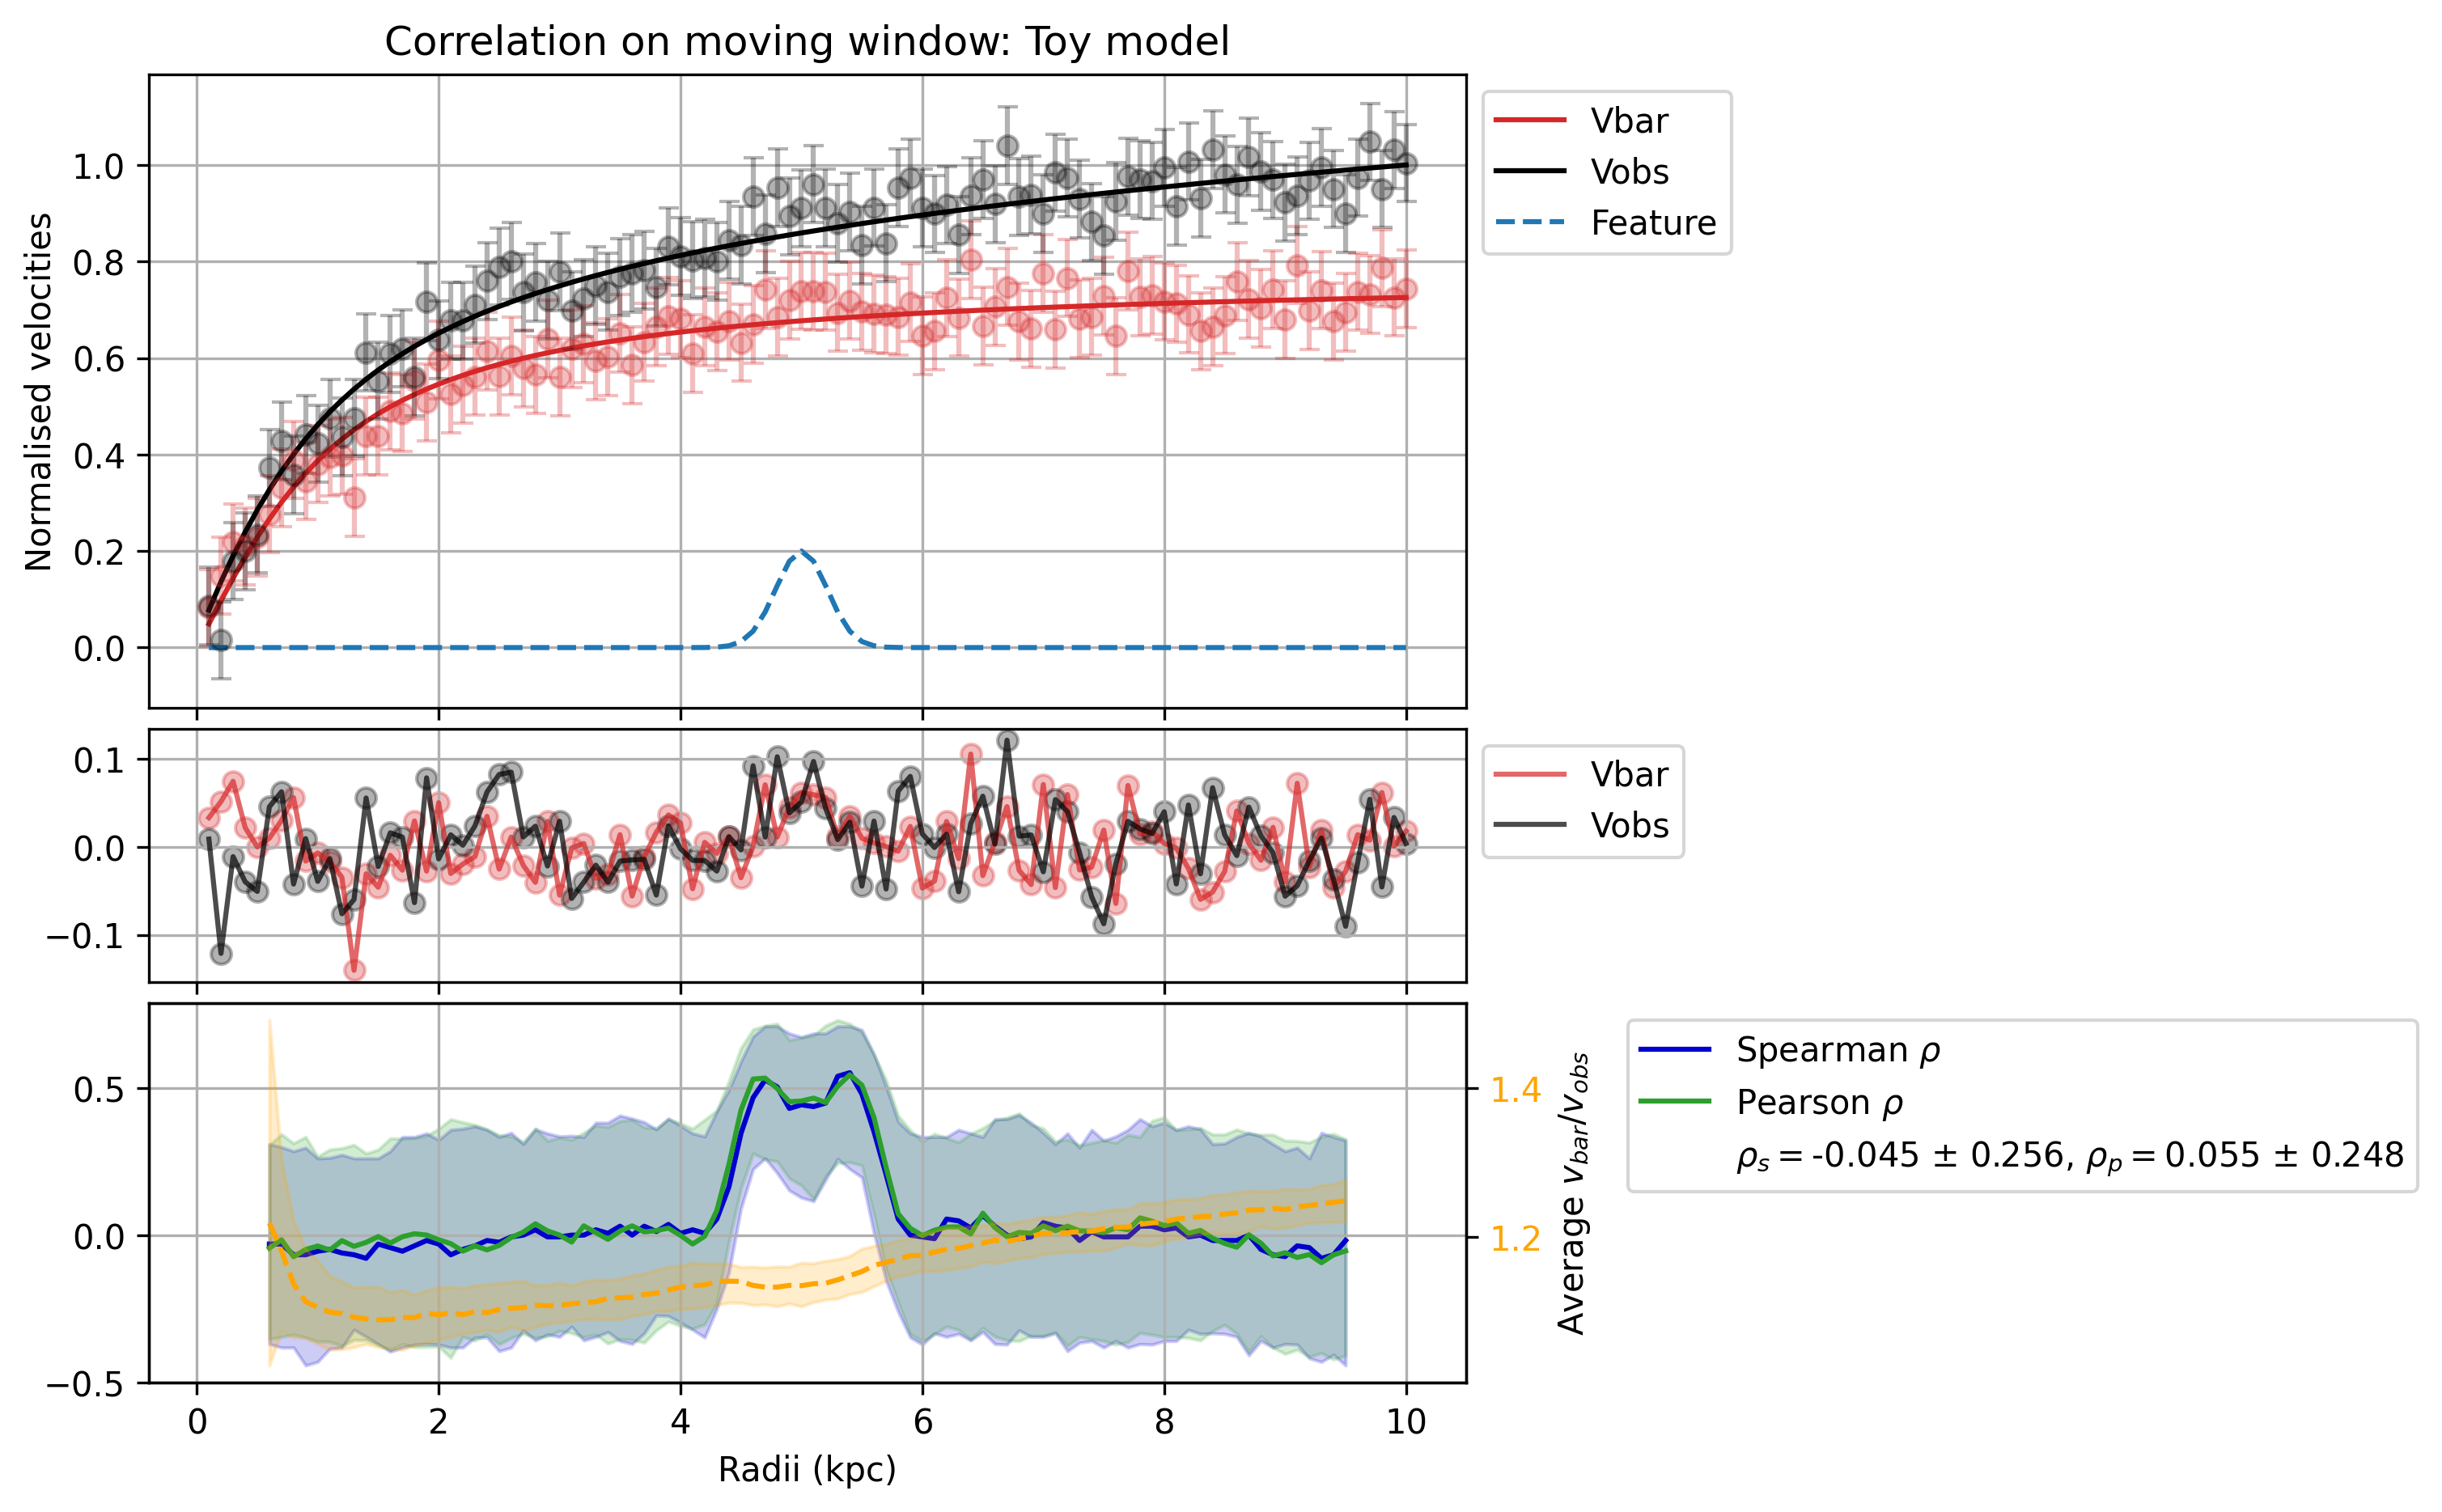 Correlation on moving window: Toy model
Normalised velocities
1.0
0.8
0.6
0.4
0.2
0.0
Vbar
Vobs
Feature
0.1
0.0
−0.1
Vbar
Vobs
0.5
0.0
−0.5
1.4
1.2
Average v_bar/v_obs
Spearman ρ
Pearson ρ
ρ_s = -0.045 ± 0.256, ρ_p = 0.055 ± 0.248
0 2 4 6 8 10
Radii (kpc)